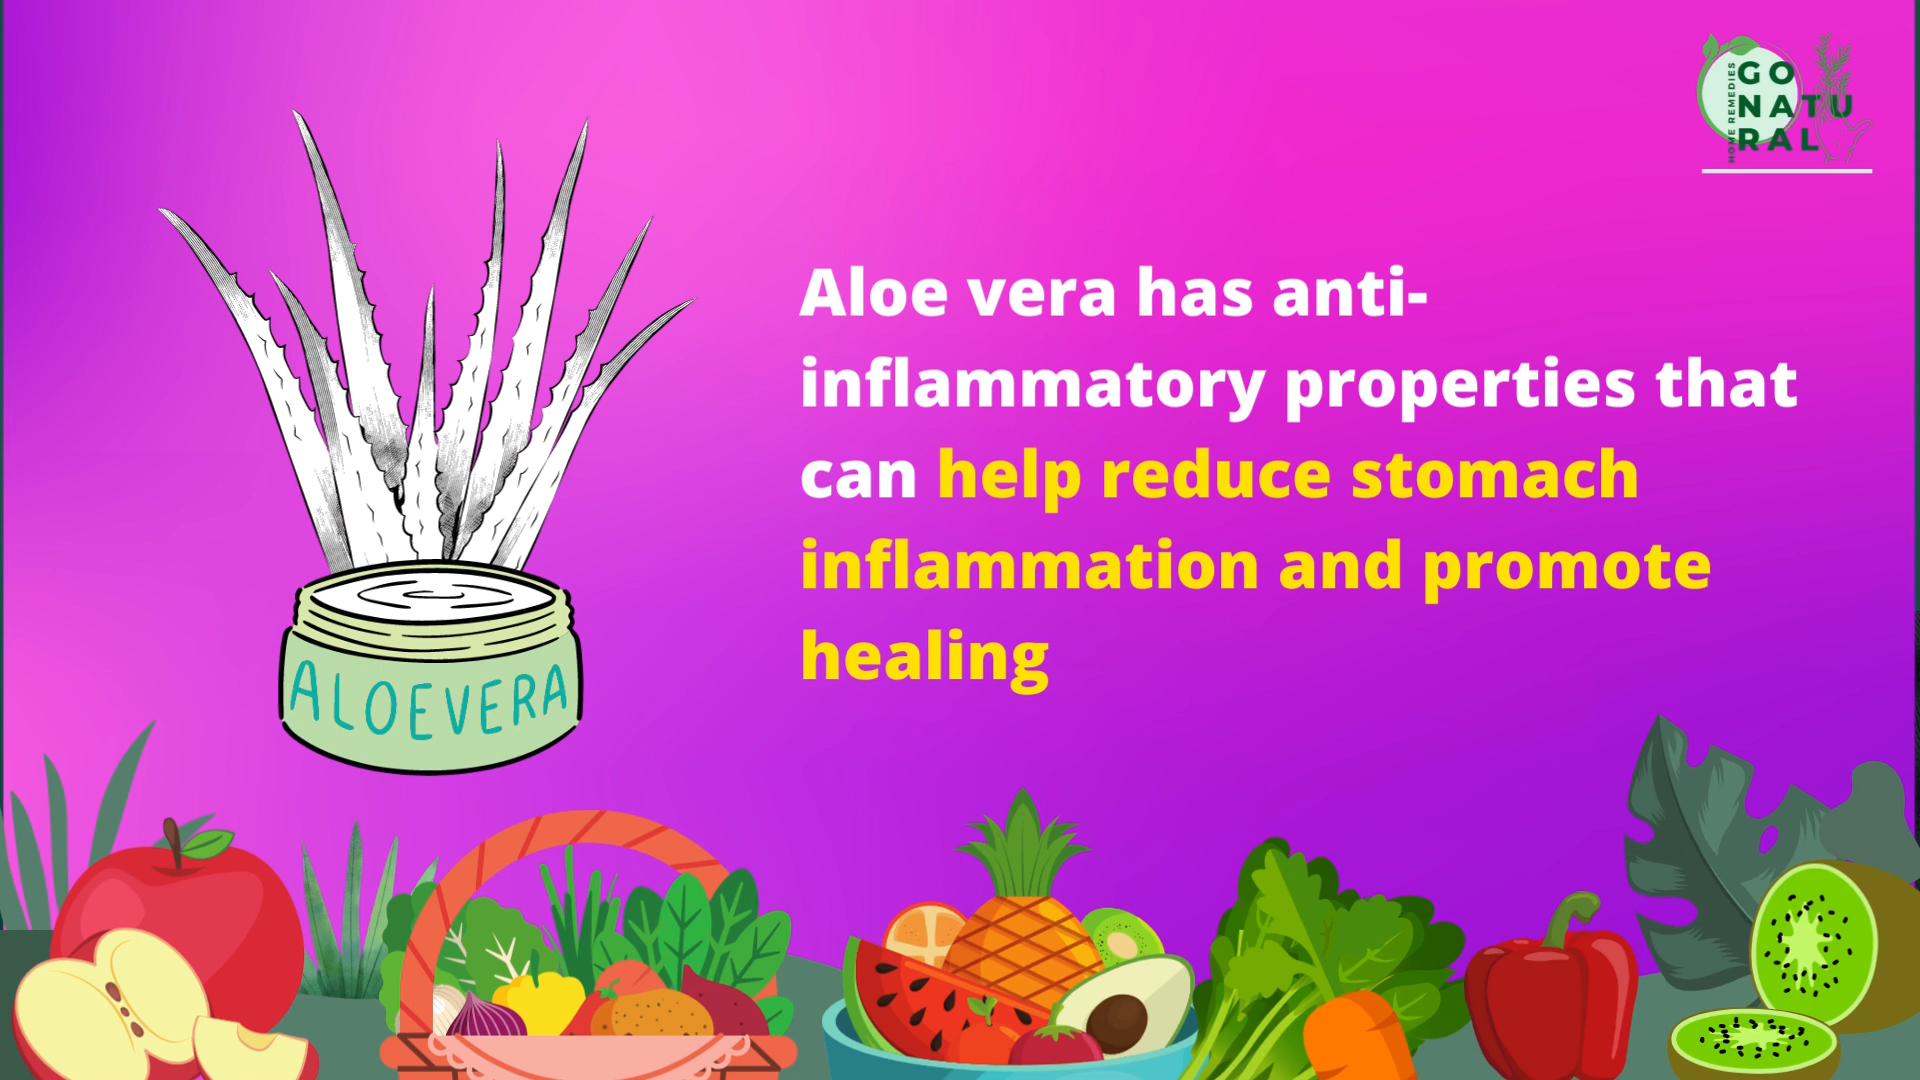 HOME REMEDIES
GO
NATU
RAL
Aloe vera has anti-
inflammatory properties that
can help reduce stomach
inflammation and promote
healing
ALOEVERA